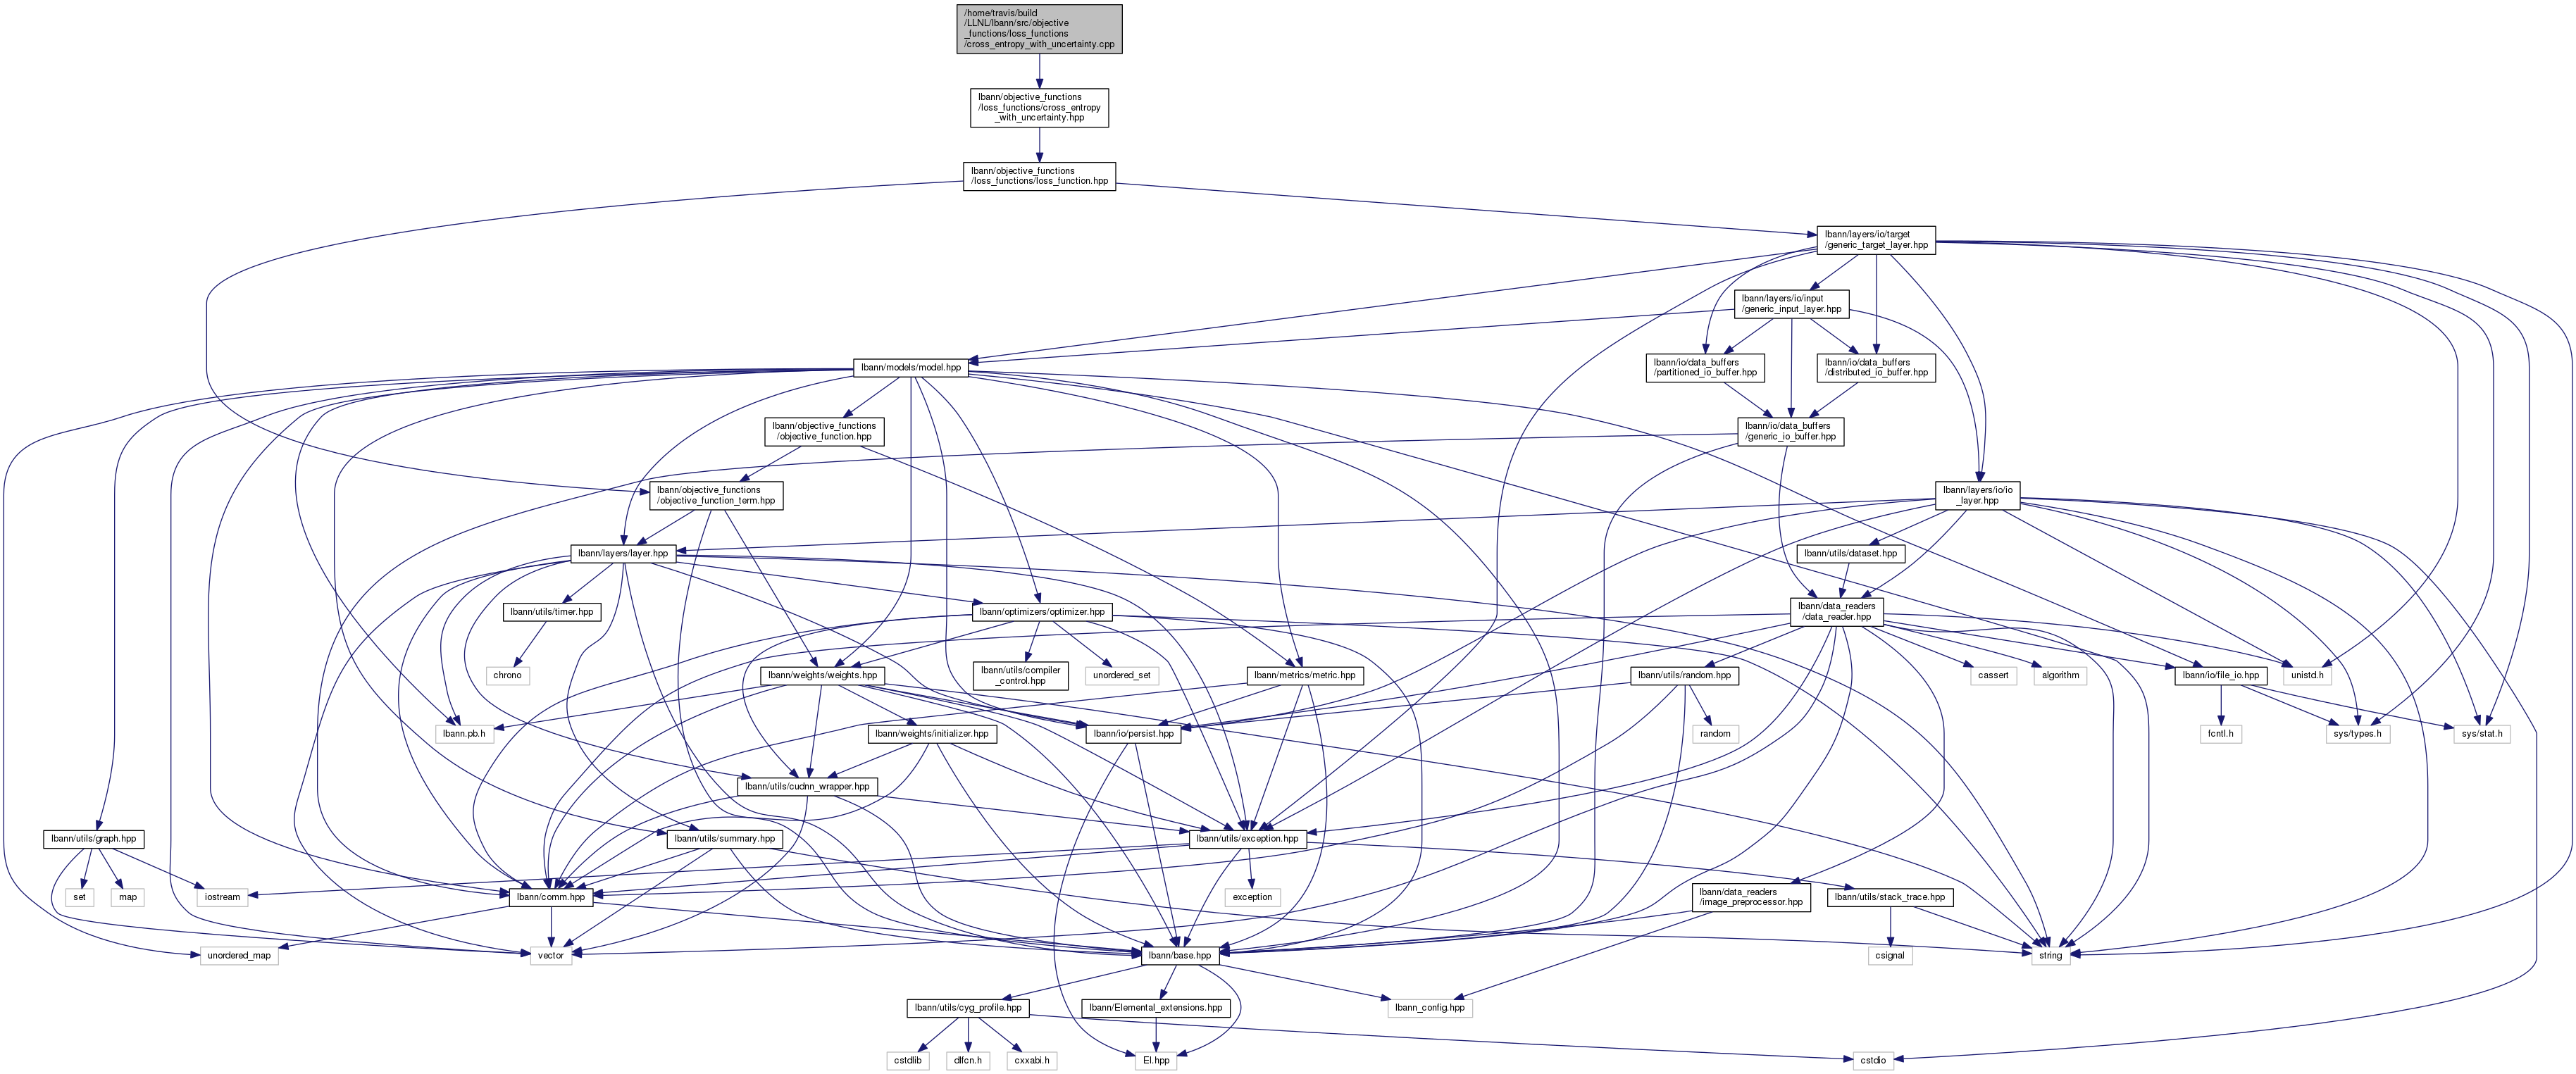 /home/travis/build
/LLNL/lbann/src/objective
_functions/loss_functions
/cross_entropy_with_uncertainty.cpp
lbann/objective_functions
/loss_functions/cross_entropy
_with_uncertainty.hpp
lbann/objective_functions
/loss_functions/loss_function.hpp
lbann/layers/io/target
/generic_target_layer.hpp
lbann/layers/io/input
/generic_input_layer.hpp
lbann/models/model.hpp
lbann/io/data_buffers
/partitioned_io_buffer.hpp
lbann/io/data_buffers
/distributed_io_buffer.hpp
lbann/objective_functions
/objective_function.hpp
lbann/io/data_buffers
/generic_io_buffer.hpp
lbann/objective_functions
/objective_function_term.hpp
lbann/layers/io/io
_layer.hpp
lbann/layers/layer.hpp
lbann/utils/dataset.hpp
lbann/utils/timer.hpp
lbann/optimizers/optimizer.hpp
lbann/data_readers
/data_reader.hpp
chrono
lbann/weights/weights.hpp
lbann/utils/compiler
_control.hpp
unordered_set
lbann/metrics/metric.hpp
lbann/utils/random.hpp
cassert
algorithm
lbann/io/file_io.hpp
unistd.h
lbann.pb.h
lbann/weights/initializer.hpp
lbann/io/persist.hpp
random
fcntl.h
sys/types.h
sys/stat.h
lbann/utils/cudnn_wrapper.hpp
lbann/utils/graph.hpp
lbann/utils/summary.hpp
lbann/utils/exception.hpp
set
map
iostream
lbann/comm.hpp
exception
lbann/data_readers
/image_preprocessor.hpp
lbann/utils/stack_trace.hpp
unordered_map
vector
lbann/base.hpp
csignal
string
lbann/utils/cyg_profile.hpp
lbann/Elemental_extensions.hpp
lbann_config.hpp
cstdlib
dlfcn.h
cxxabi.h
El.hpp
cstdio